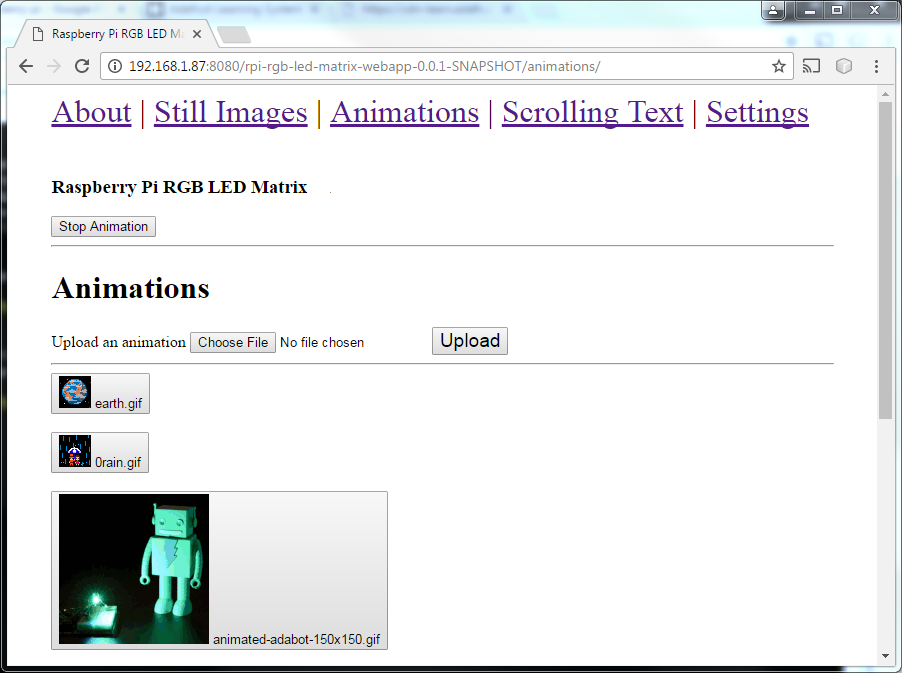 Raspberry Pi RGB LED Ma
192.168.1.87:8080/rpi-rgb-led-matrix-webapp-0.0.1-SNAPSHOT/animations/
About | Still Images | Animations | Scrolling Text | Settings
Raspberry Pi RGB LED Matrix
Stop Animation
Animations
Upload an animation Choose File No file chosen Upload
earth.gif
0rain.gif
animated-adabot-150x150.gif